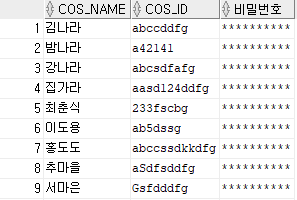 COS_NAME COS_ID 비밀번호
1 김나라 abccddfg **********
2 밤나라 a42141 **********
3 강나라 abcsdfafg **********
4 집가라 aasd124ddfg **********
5 최춘식 233fscbg **********
6 이도용 ab5dssg **********
7 홍도도 abccssdkkdfg **********
8 추마을 aSdfsddfg **********
9 서마은 Gsfdddfg **********